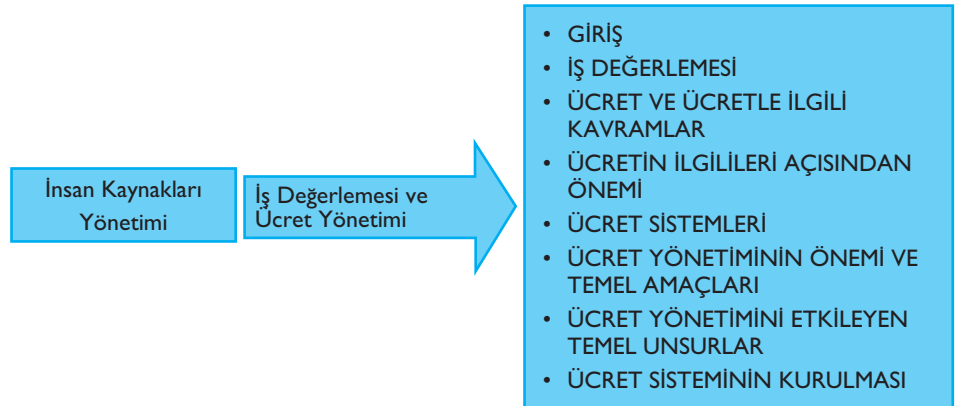 İnsan Kaynakları
Yönetimi
İş Değerlemesi ve
Ücret Yönetimi
• GİRİŞ
• İŞ DEĞERLEMESİ
• ÜCRET VE ÜCRETLE İLGİLİ
KAVRAMLAR
• ÜCRETİN İLGİLİLERİ AÇISINDAN
ÖNEMİ
• ÜCRET SİSTEMLERİ
• ÜCRET YÖNETİMİNİN ÖNEMİ VE
TEMEL AMAÇLARI
• ÜCRET YÖNETİMİNİ ETKİLEYEN
TEMEL UNSURLAR
• ÜCRET SİSTEMİNİN KURULMASI